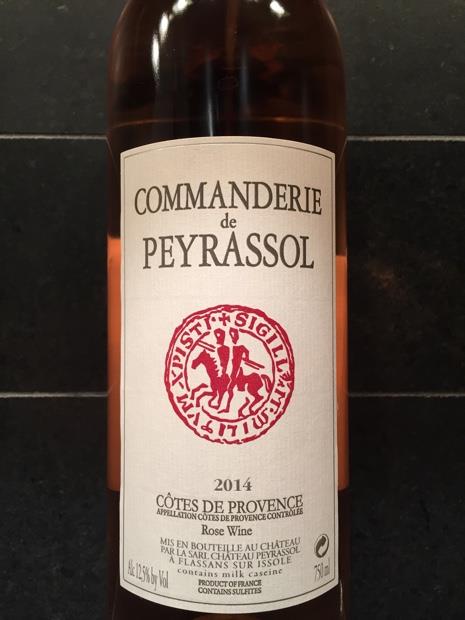 COMMANDERIE
de
PEYRASSOL
SIGILLVM MILITVM XPISTI
2014
CÔTES DE PROVENCE
APPELLATION CÔTES DE PROVENCE CONTRÔLÉE
Rose Wine
MIS EN BOUTEILLE AU CHÂTEAU
PAR LA SARL CHÂTEAU PEYRASSOL
À FLASSANS SUR ISSOLE
contains milk caseine
Alc 12.5% by Vol
PRODUCT OF FRANCE
CONTAINS SULFITES
750 ml